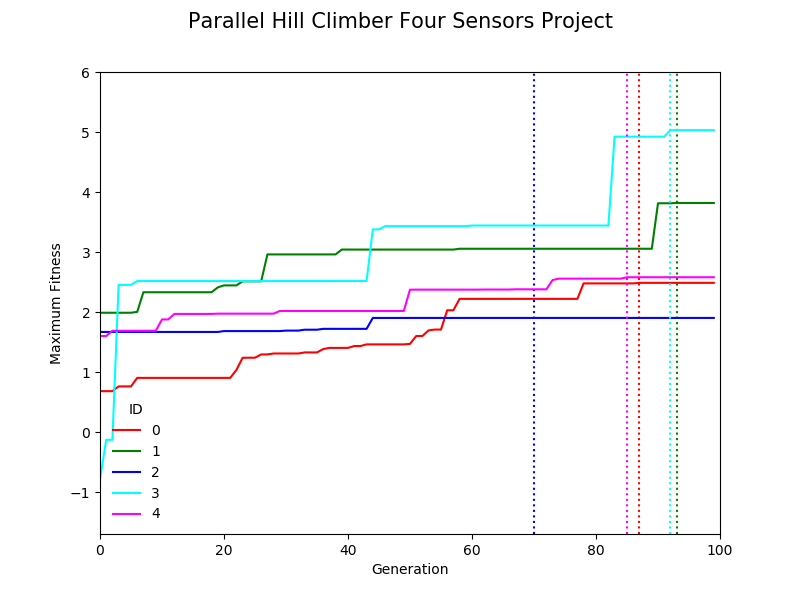 Parallel Hill Climber Four Sensors Project
6
5
4
3
2
1
0
−1
Maximum Fitness
ID
0
1
2
3
4
0 20 40 60 80 100
Generation